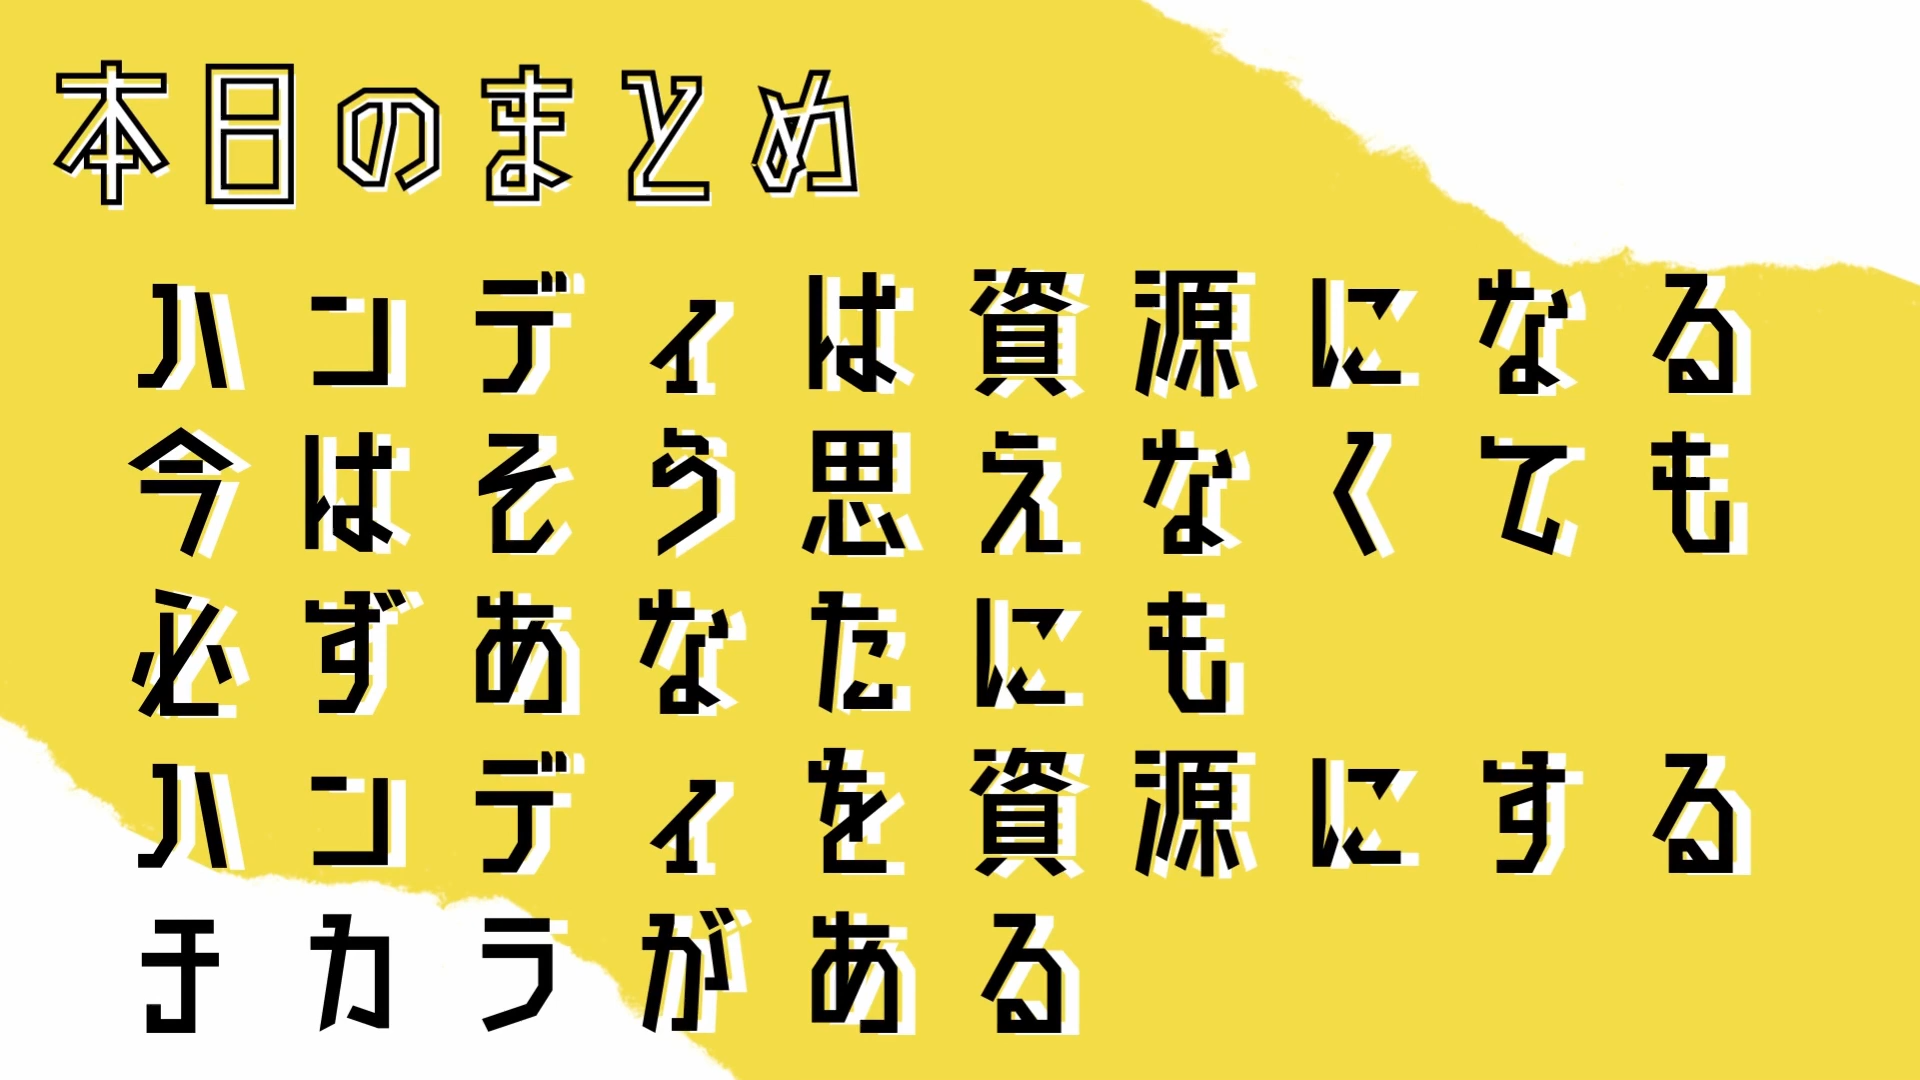 本日のまとめ
ハンディは資源になる
今はそう思えなくても
必ずあなたにも
ハンディを資源にする
チカラがある